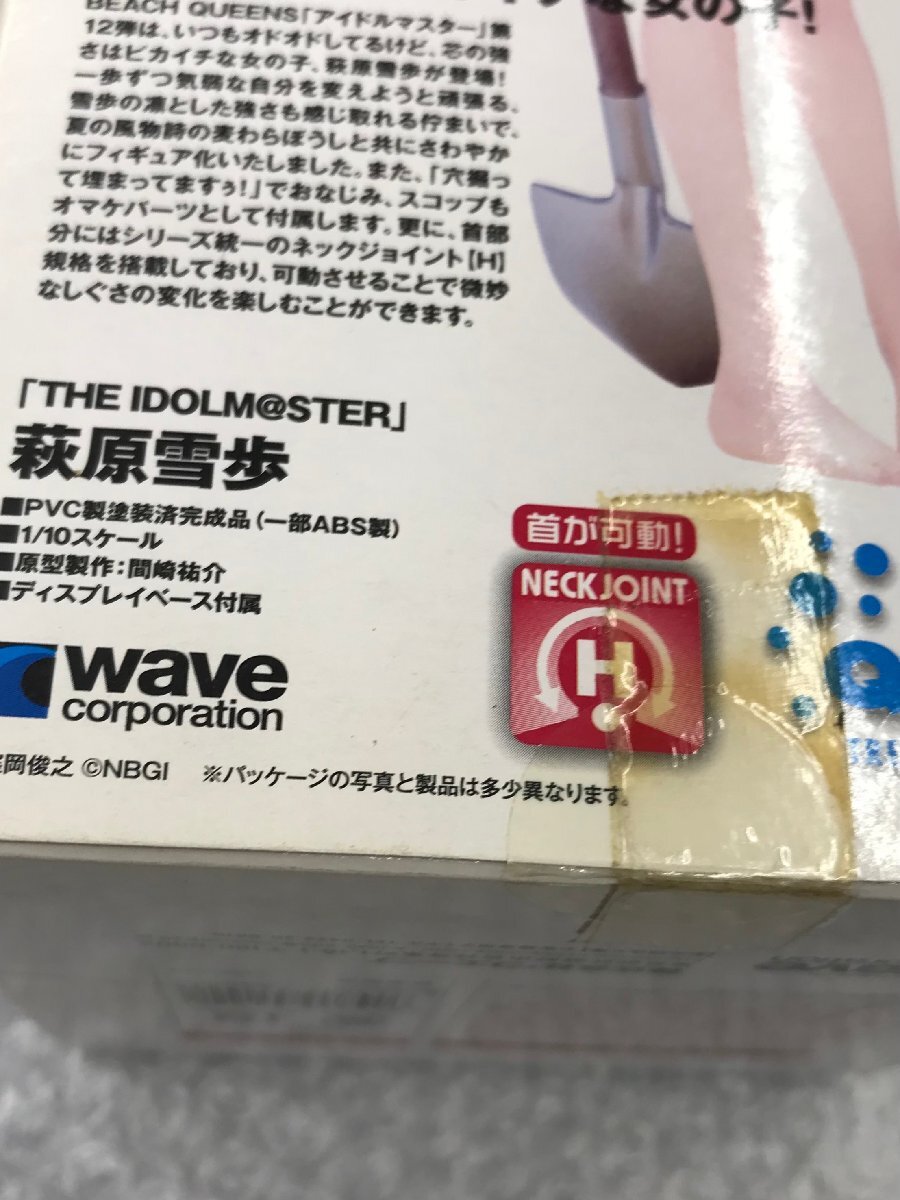 な女の子!
BEACH QUEENS「アイドルマスター」第
12弾は、いつもオドオドしてるけど、芯の強
さはピカイチな女の子、萩原雪歩が登場!
一歩ずつ気弱な自分を変えようと頑張る、
雪歩の凛とした強さも感じ取れる佇まいで、
夏の風物詩の麦わらぼうしと共にさわやか
にフィギュア化いたしました。また、「穴掘っ
て埋まってますぅ!」でおなじみ、スコップも
オマケパーツとして付属します。更に、首部
分にはシリーズ統一のネックジョイント【H】
規格を搭載しており、可動させることで微妙
なしぐさの変化を楽しむことができます。
「THE IDOLM@STER」
萩原雪歩
■PVC製塗装済完成品(一部ABS製)
■1/10スケール
■原型製作:間崎祐介
■ディスプレイベース付属
首が可動!
NECK JOINT
H
wave
corporation
岡俊之 ©NBGI ※パッケージの写真と製品は多少異なります。